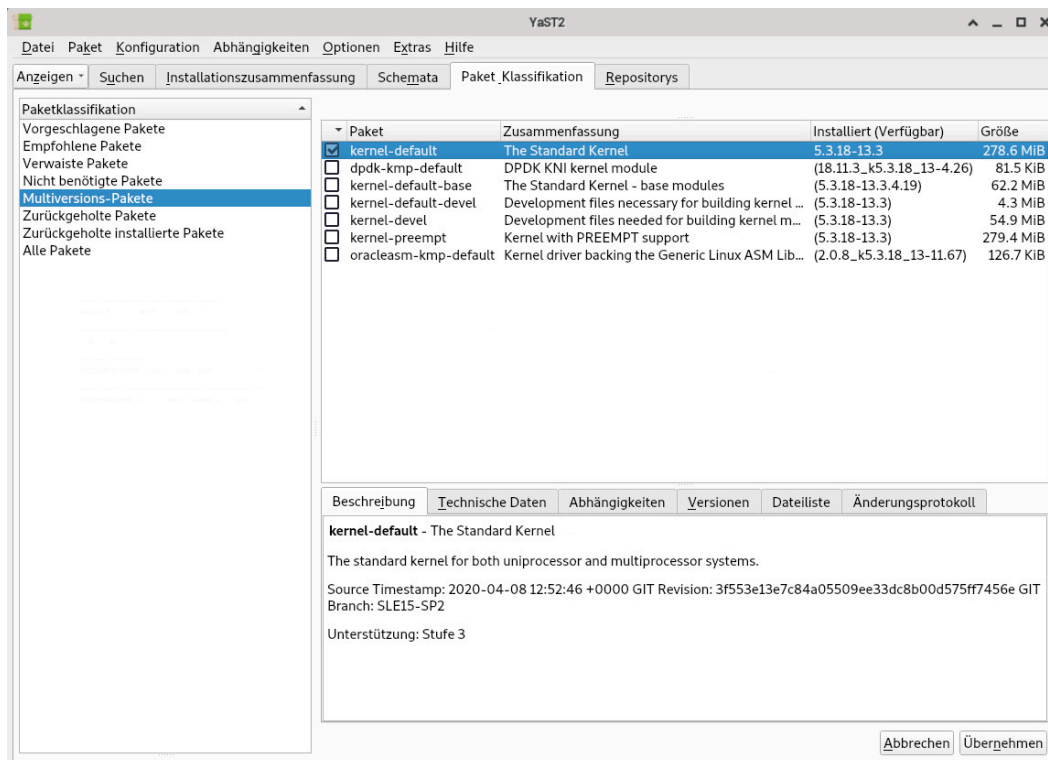 YaST2
Datei Paket Konfiguration Abhängigkeiten Optionen Extras Hilfe
Anzeigen Suchen Installationszusammenfassung Schemata Paket Klassifikation Repositorys
Paketklassifikation
Vorgeschlagene Pakete
Empfohlene Pakete
Verwaiste Pakete
Nicht benötigte Pakete
Multiversions-Pakete
Zurückgeholte Pakete
Zurückgeholte installierte Pakete
Alle Pakete
Paket Zusammenfassung Installiert (Verfügbar) Größe
kernel-default The Standard Kernel 5.3.18-13.3 278.6 MiB
dpdk-kmp-default DPDK KNI kernel module (18.11.3_k5.3.18_13-4.26) 81.5 KiB
kernel-default-base The Standard Kernel - base modules (5.3.18-13.3.4.19) 62.2 MiB
kernel-default-devel Development files necessary for building kernel ... (5.3.18-13.3) 4.3 MiB
kernel-devel Development files needed for building kernel m... (5.3.18-13.3) 54.9 MiB
kernel-preempt Kernel with PREEMPT support (5.3.18-13.3) 279.4 MiB
oracleasm-kmp-default Kernel driver backing the Generic Linux ASM Lib... (2.0.8_k5.3.18_13-11.67) 126.7 KiB
Beschreibung Technische Daten Abhängigkeiten Versionen Dateiliste Änderungsprotokoll
kernel-default - The Standard Kernel
The standard kernel for both uniprocessor and multiprocessor systems.
Source Timestamp: 2020-04-08 12:52:46 +0000 GIT Revision: 3f553e13e7c84a05509ee33dc8b00d575ff7456e GIT
Branch: SLE15-SP2
Unterstützung: Stufe 3
Abbrechen Übernehmen